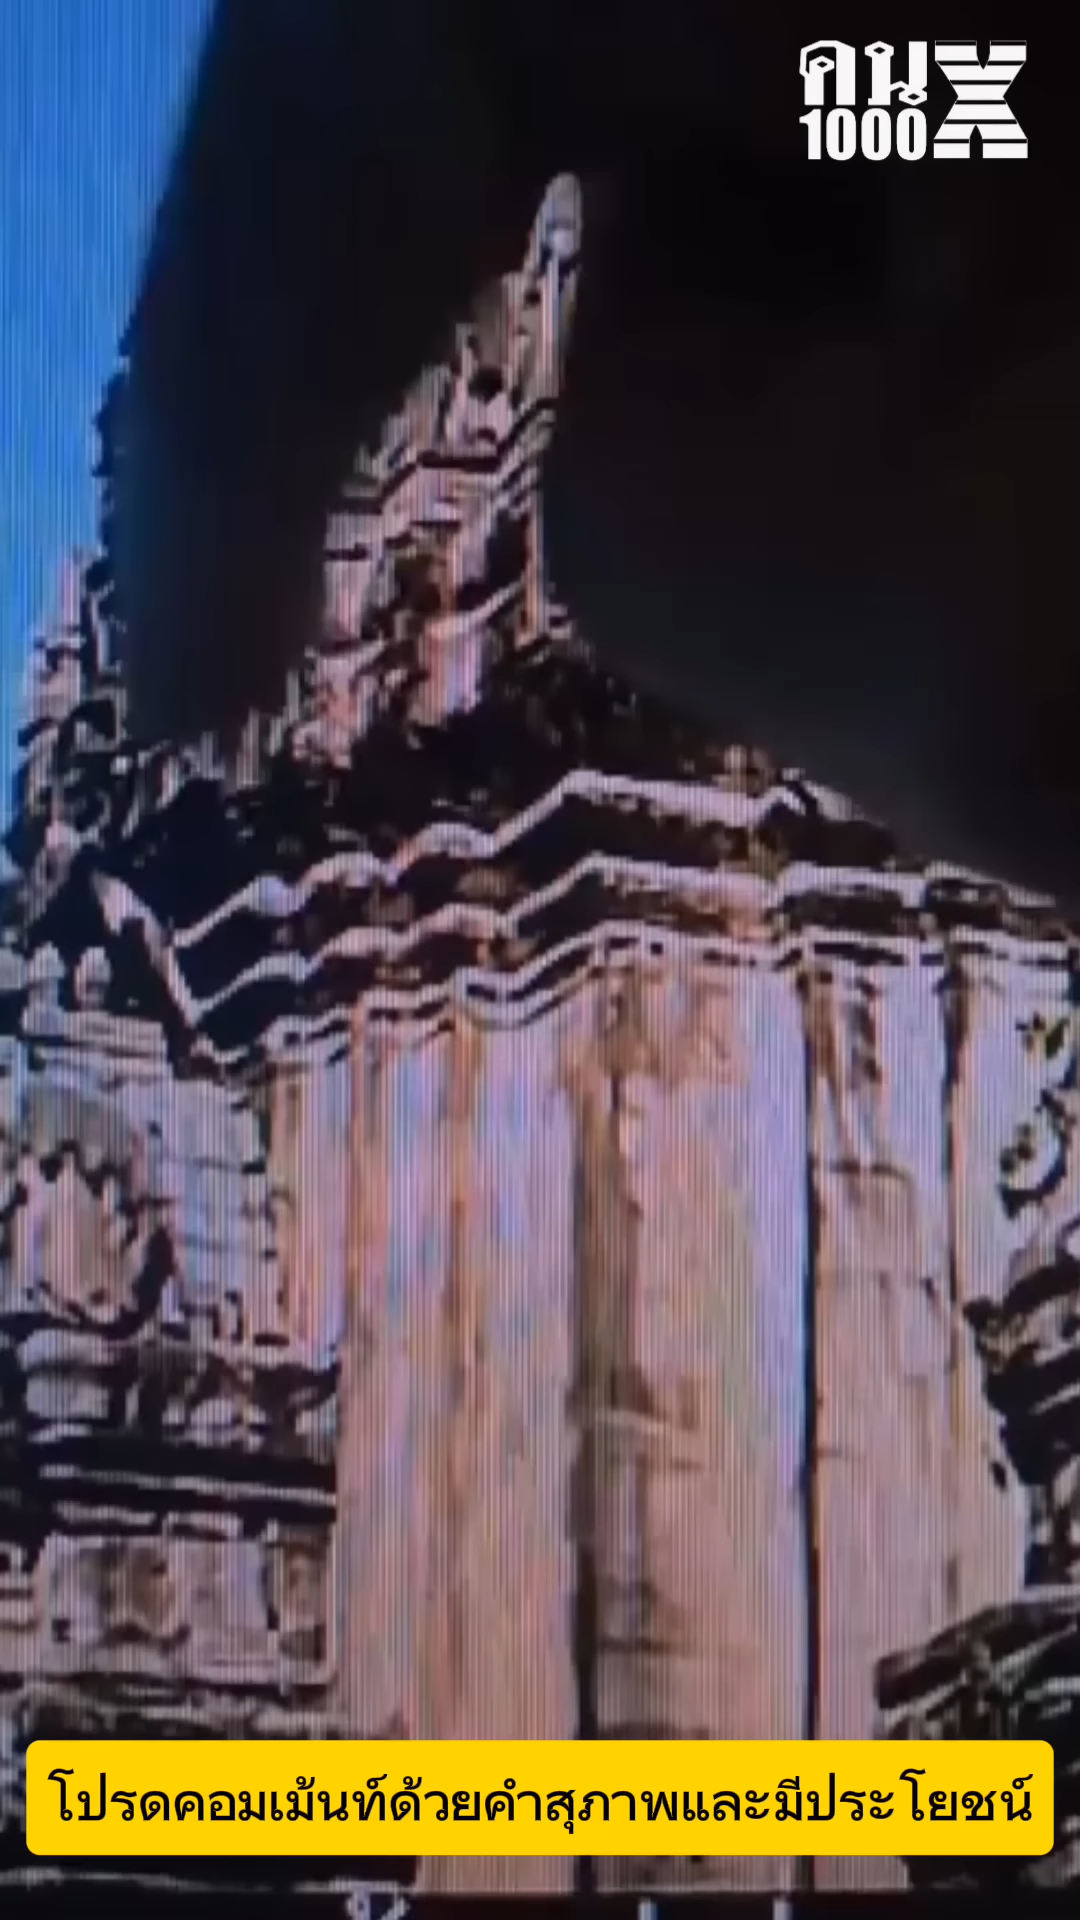 คน
1000 X
โปรดคอมเม้นท์ด้วยคำสุภาพและมีประโยชน์